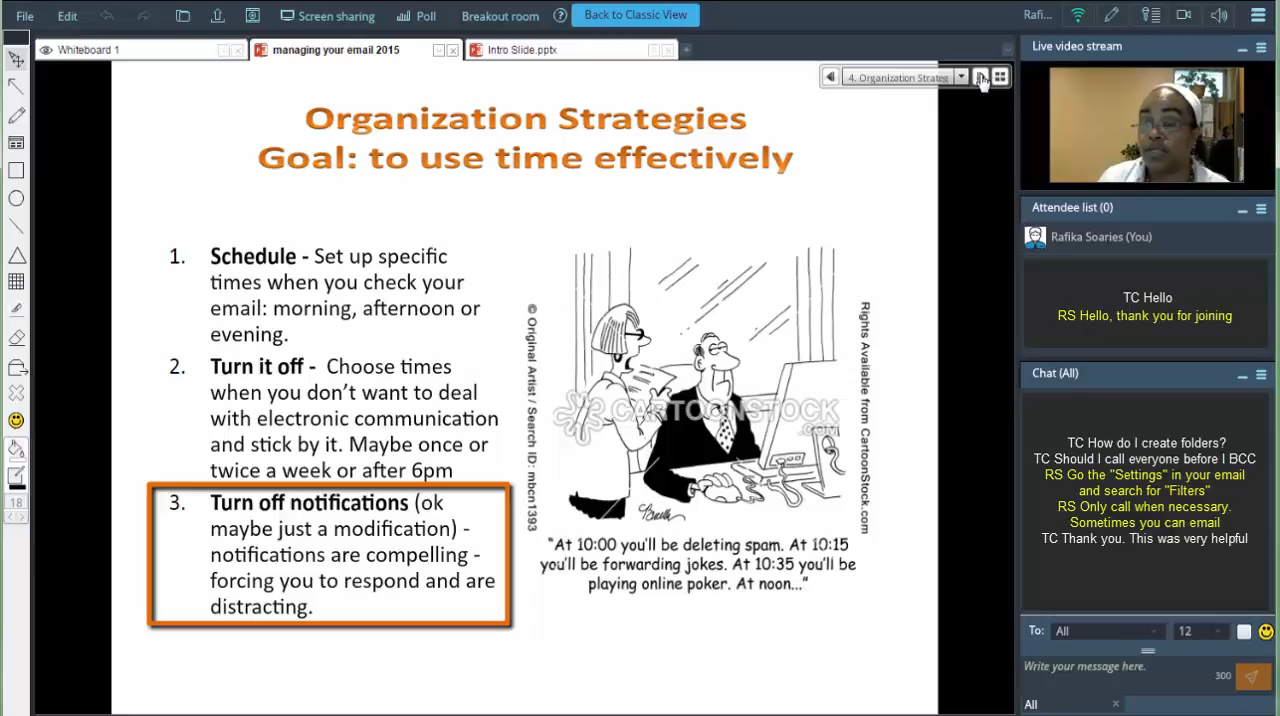 File Edit Screen sharing Poll Breakout room ? Back to Classic View Rafi...
Whiteboard 1 managing your email 2015 Intro Slide.pptx
4. Organization Strateg
Organization Strategies
Goal: to use time effectively
1. Schedule - Set up specific
times when you check your
email: morning, afternoon or
evening.
2. Turn it off - Choose times
when you don’t want to deal
with electronic communication
and stick by it. Maybe once or
twice a week or after 6pm
3. Turn off notifications (ok
maybe just a modification) -
notifications are compelling -
forcing you to respond and are
distracting.
© Original Artist / Search ID: mbcn1393
CARTOONSTOCK
.com
Rights Available from CartoonStock.com
“At 10:00 you’ll be deleting spam. At 10:15
you’ll be forwarding jokes. At 10:35 you’ll be
playing online poker. At noon...”
18
Live video stream
Attendee list (0)
Rafika Soaries (You)
TC Hello
RS Hello, thank you for joining
Chat (All)
TC How do I create folders?
TC Should I call everyone before I BCC
RS Go the "Settings" in your email
and search for "Filters"
RS Only call when necessary.
Sometimes you can email
TC Thank you. This was very helpful
To: All 12
Write your message here.
300
All